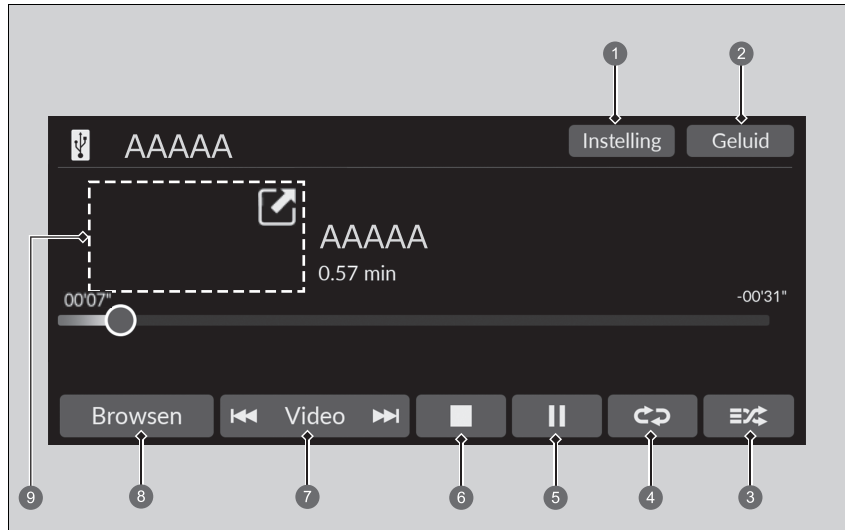 1 2
AAAAA Instelling Geluid
AAAAA
0.57 min
00'07" -00'31"
Browsen Video
9 8 7 6 5 4 3